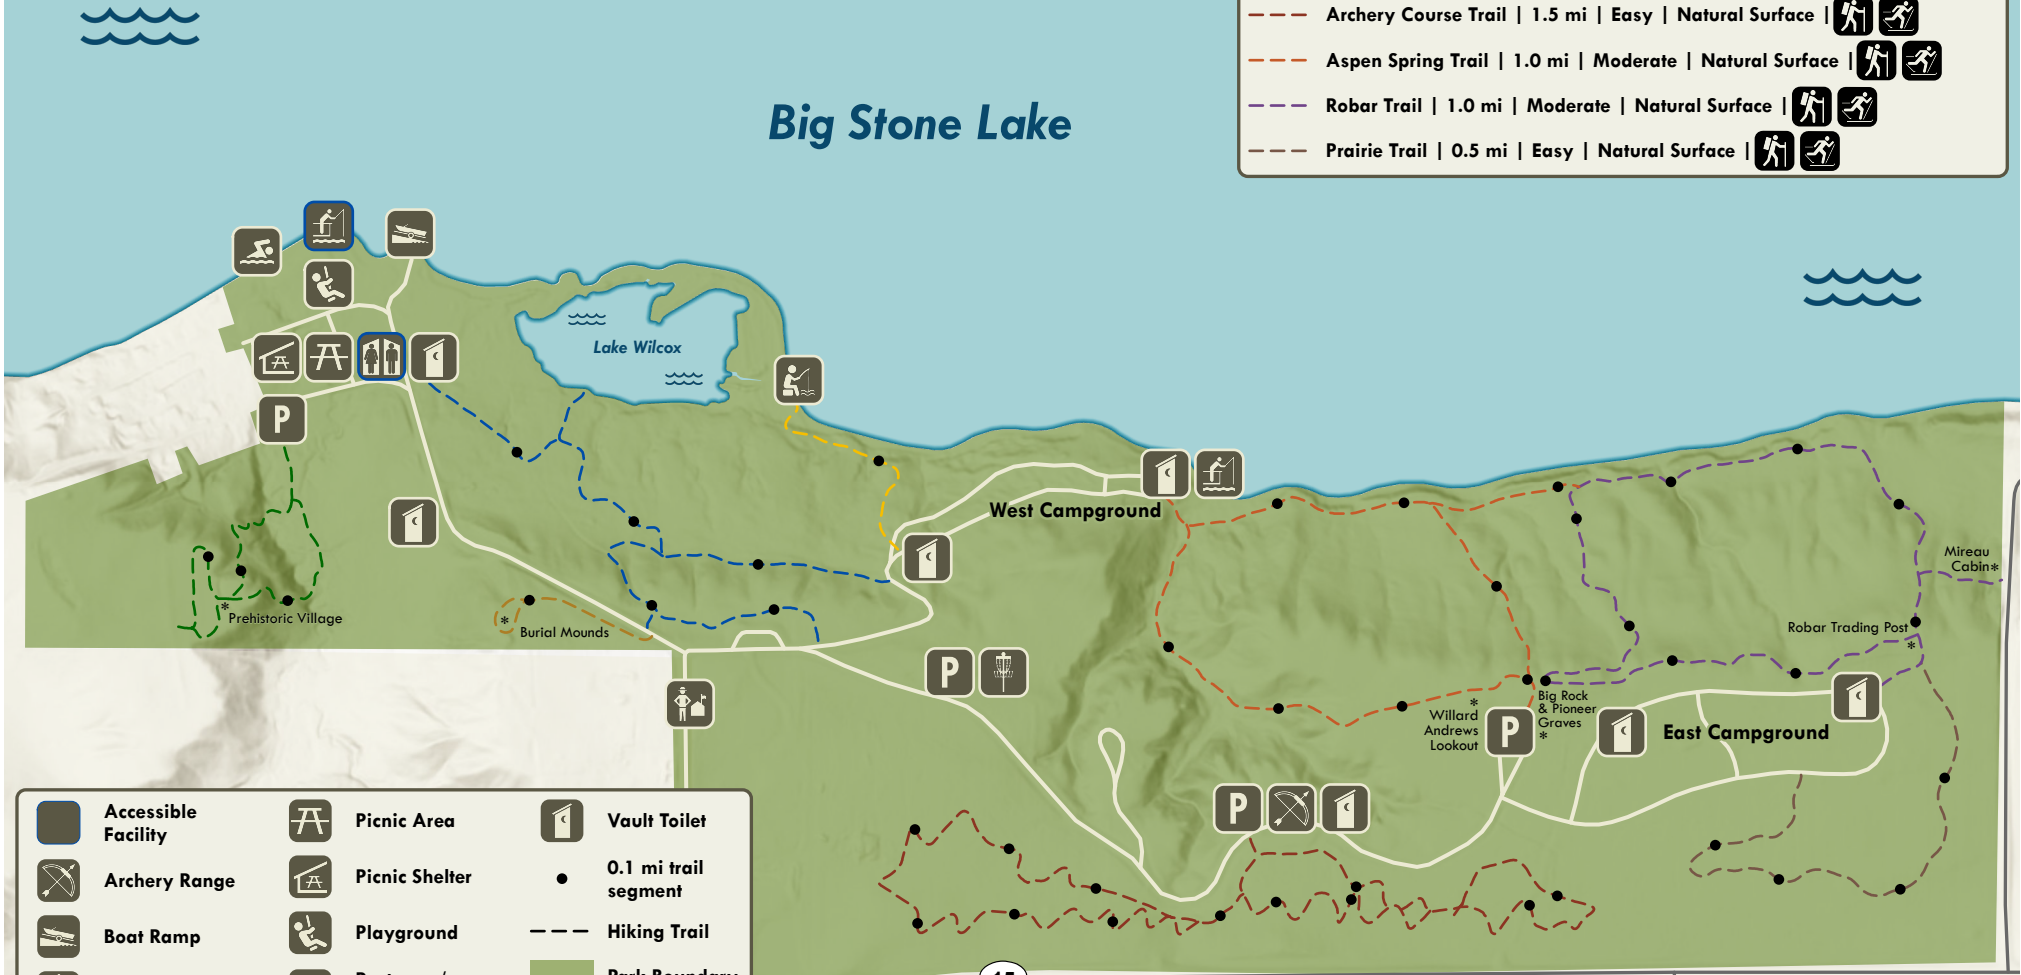 Archery Course Trail | 1.5 mi | Easy | Natural Surface |
Aspen Spring Trail | 1.0 mi | Moderate | Natural Surface |
Robar Trail | 1.0 mi | Moderate | Natural Surface |
Prairie Trail | 0.5 mi | Easy | Natural Surface |
Big Stone Lake
Lake Wilcox
P
West Campground
Mireau
Cabin*
*
Prehistoric Village
*
Burial Mounds
Robar Trading Post
*
P
*
Willard
Andrews
Lookout
P
Big Rock
& Pioneer
Graves
*
East Campground
P
Accessible
Facility
Archery Range
Boat Ramp
Picnic Area
Picnic Shelter
Playground
Vault Toilet
0.1 mi trail
segment
Hiking Trail
Park Boundary